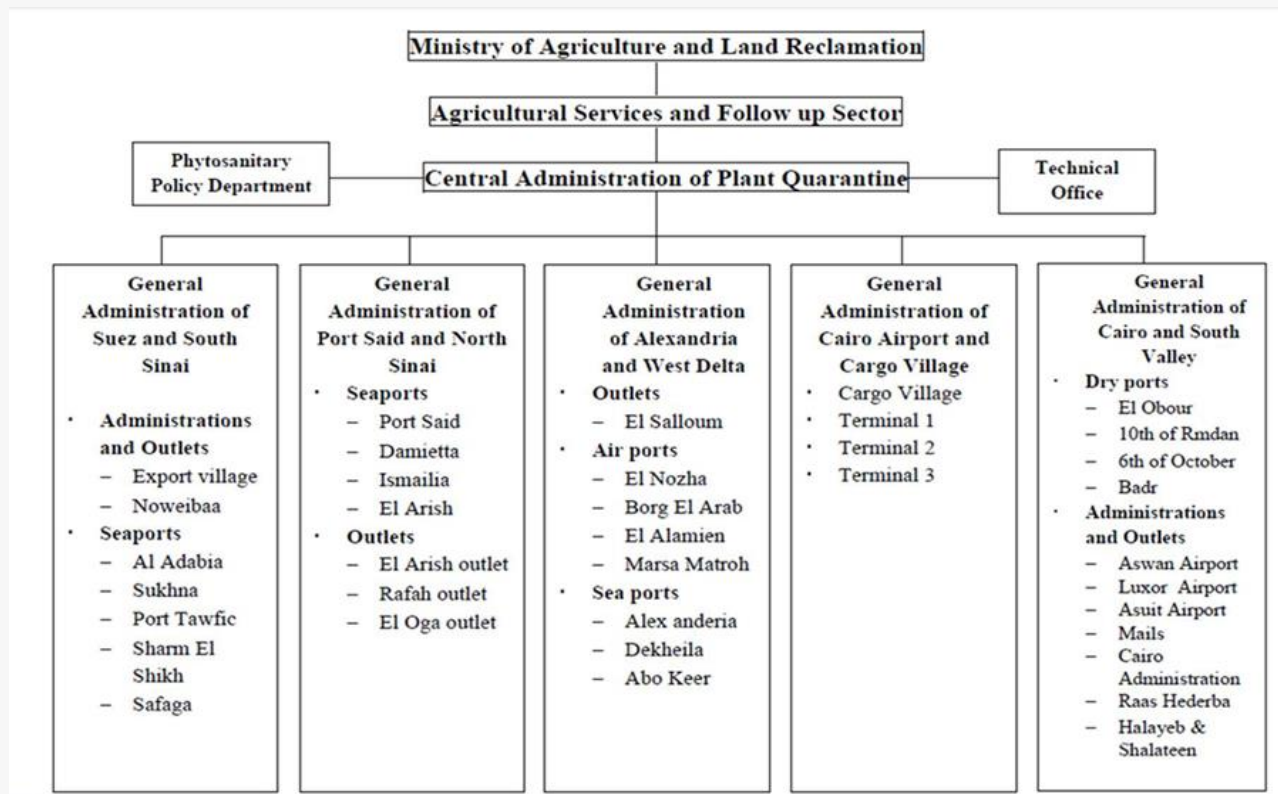 Ministry of Agriculture and Land Reclamation
Agricultural Services and Follow up Sector
Phytosanitary
Policy Department
Central Administration of Plant Quarantine
Technical
Office
General
Administration of
Suez and South
Sinai
· Administrations
and Outlets
– Export village
– Noweibaa
· Seaports
– Al Adabia
– Sukhna
– Port Tawfic
– Sharm El
Shikh
– Safaga
General
Administration of
Port Said and North
Sinai
· Seaports
– Port Said
– Damietta
– Ismailia
– El Arish
· Outlets
– El Arish outlet
– Rafah outlet
– El Oga outlet
General
Administration
of Alexandria
and West Delta
· Outlets
– El Salloum
· Air ports
– El Nozha
– Borg El Arab
– El Alamien
– Marsa Matroh
· Sea ports
– Alex anderia
– Dekheila
– Abo Keer
General
Administration of
Cairo Airport and
Cargo Village
· Cargo Village
· Terminal 1
· Terminal 2
· Terminal 3
General
Administration of
Cairo and South
Valley
· Dry ports
– El Obour
– 10th of Rmdan
– 6th of October
– Badr
· Administrations
and Outlets
– Aswan Airport
– Luxor Airport
– Asuit Airport
– Mails
– Cairo
Administration
– Raas Hederba
– Halayeb &
Shalateen